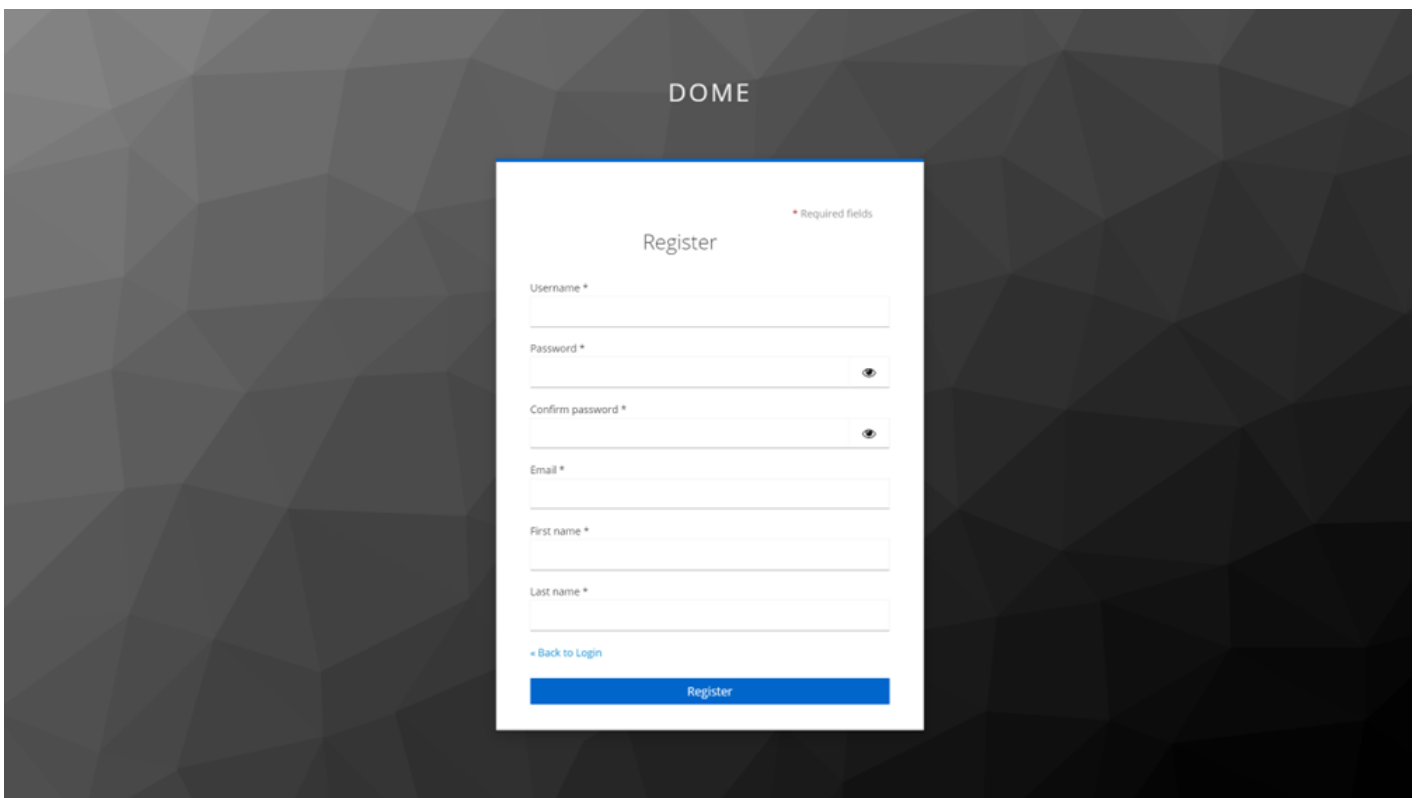 DOME
* Required fields
Register
Username *
Password *
Confirm password *
Email *
First name *
Last name *
« Back to Login
Register